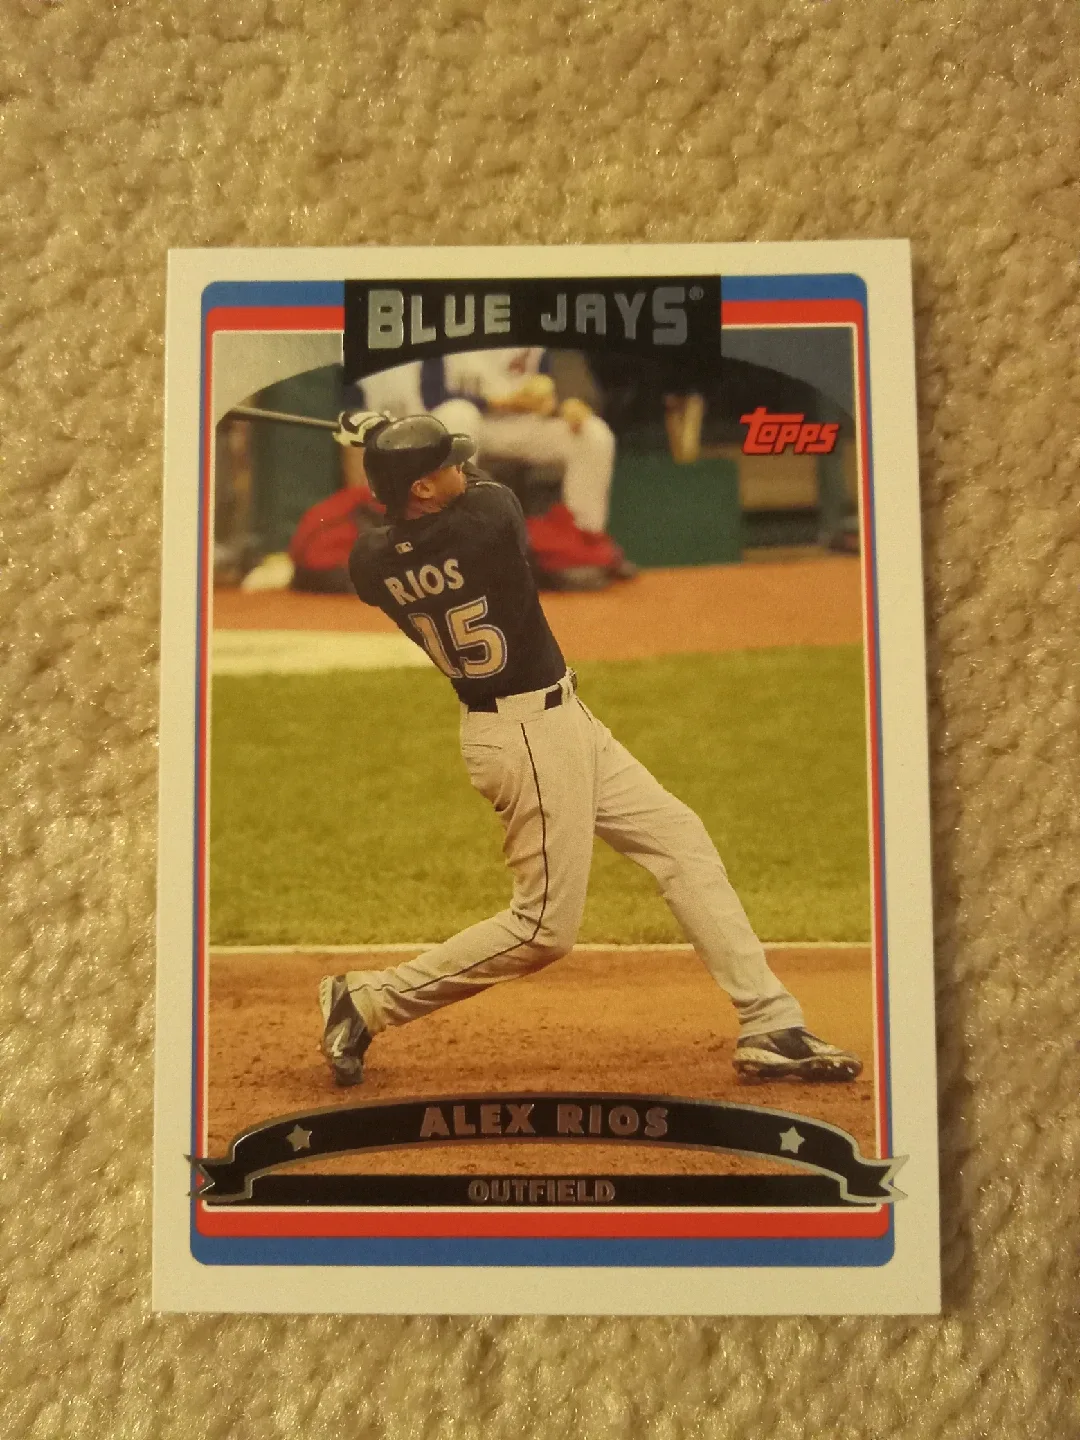 BLUE JAYS®
TOPPS
RIOS
15
ALEX RIOS
OUTFIELD